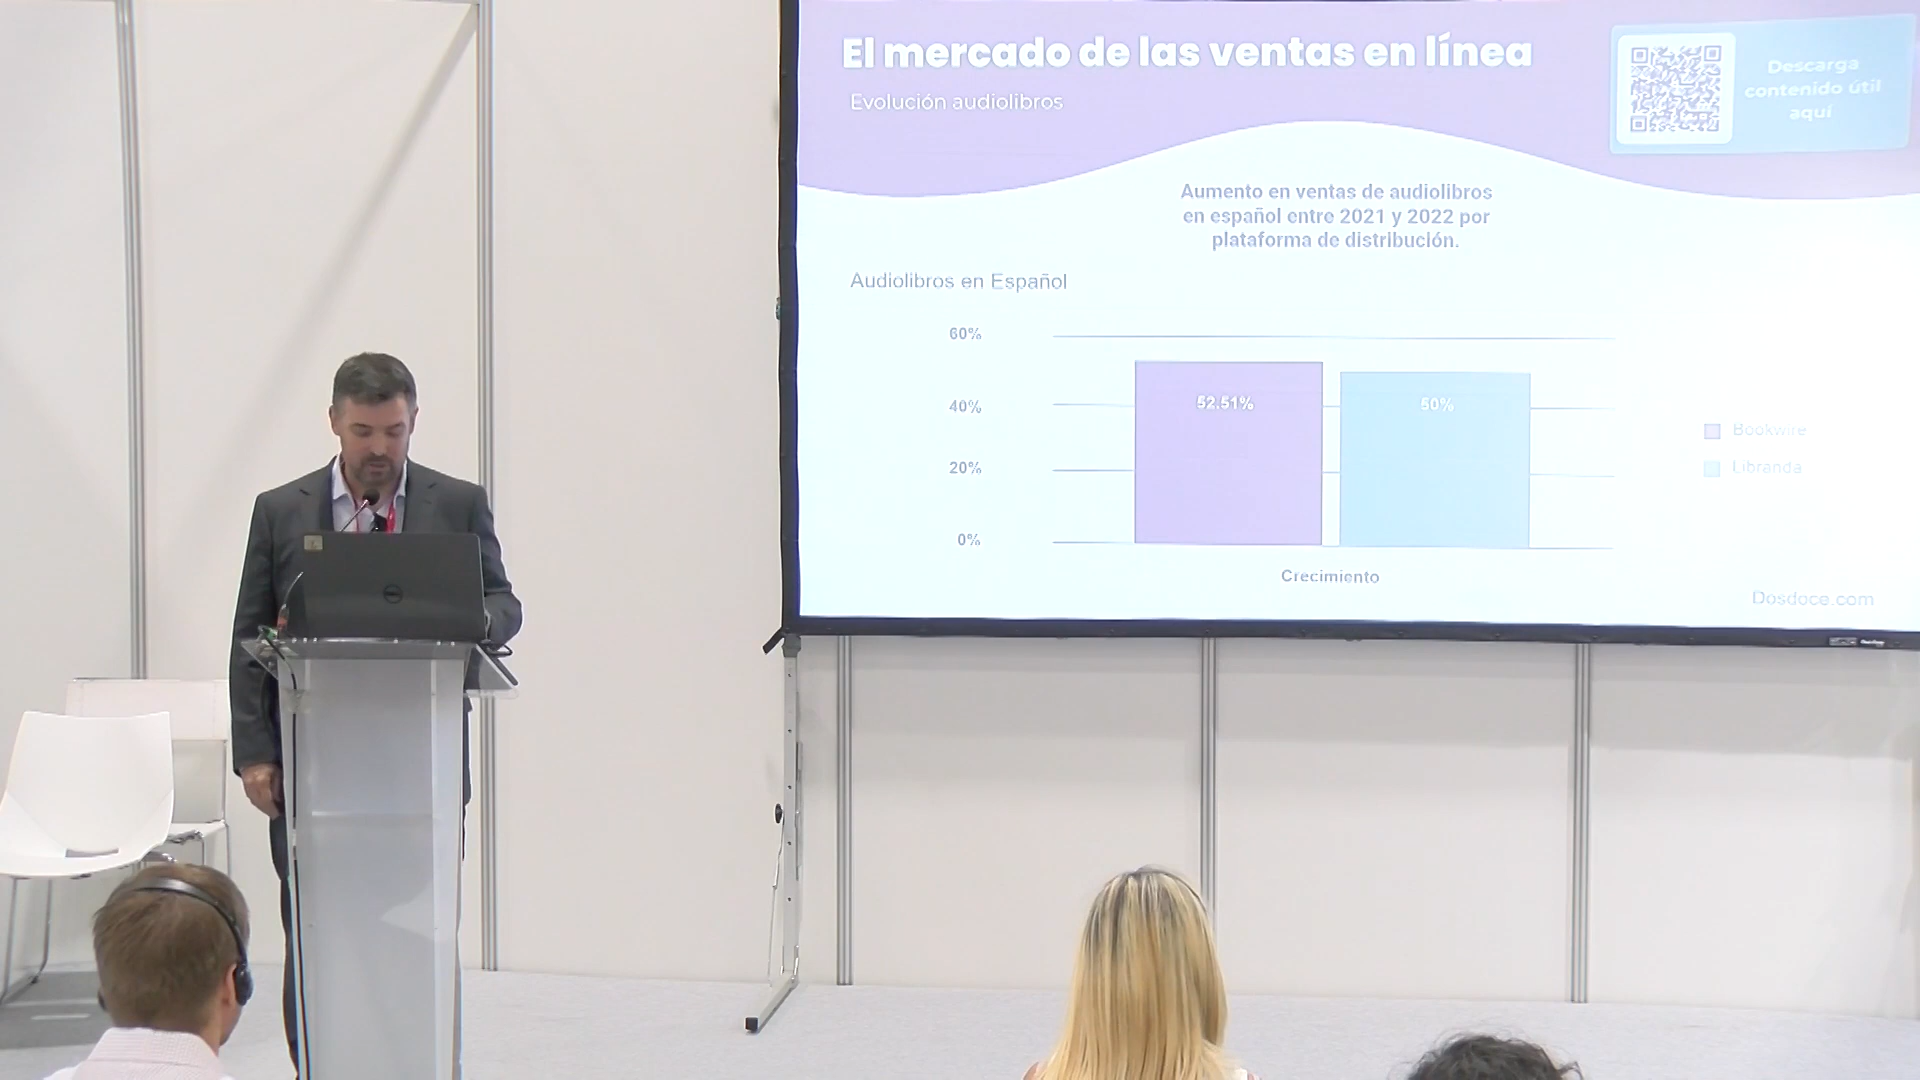 El mercado de las ventas en línea
Evolución audiolibros
Descarga
contenido útil
aquí
Aumento en ventas de audiolibros
en español entre 2021 y 2022 por
plataforma de distribución.
Audiolibros en Español
60%
40%
20%
0%
52.51%
50%
Bookwire
Libranda
Crecimiento
Dosdoce.com
DELL